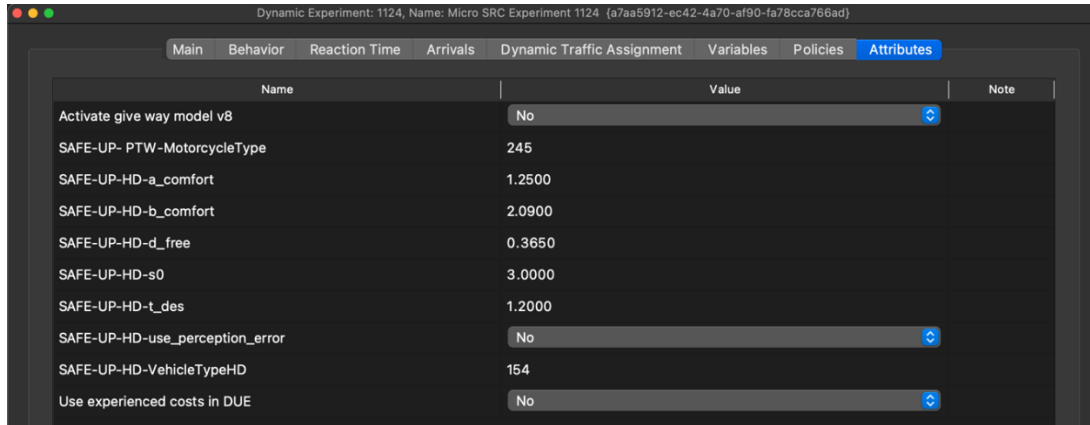 Dynamic Experiment: 1124, Name: Micro SRC Experiment 1124 {a7aa5912-ec42-4a70-af90-fa78cca766ad}
Main Behavior Reaction Time Arrivals Dynamic Traffic Assignment Variables Policies Attributes
Name Value Note
Activate give way model v8 No
SAFE-UP- PTW-MotorcycleType 245
SAFE-UP-HD-a_comfort 1.2500
SAFE-UP-HD-b_comfort 2.0900
SAFE-UP-HD-d_free 0.3650
SAFE-UP-HD-s0 3.0000
SAFE-UP-HD-t_des 1.2000
SAFE-UP-HD-use_perception_error No
SAFE-UP-HD-VehicleTypeHD 154
Use experienced costs in DUE No